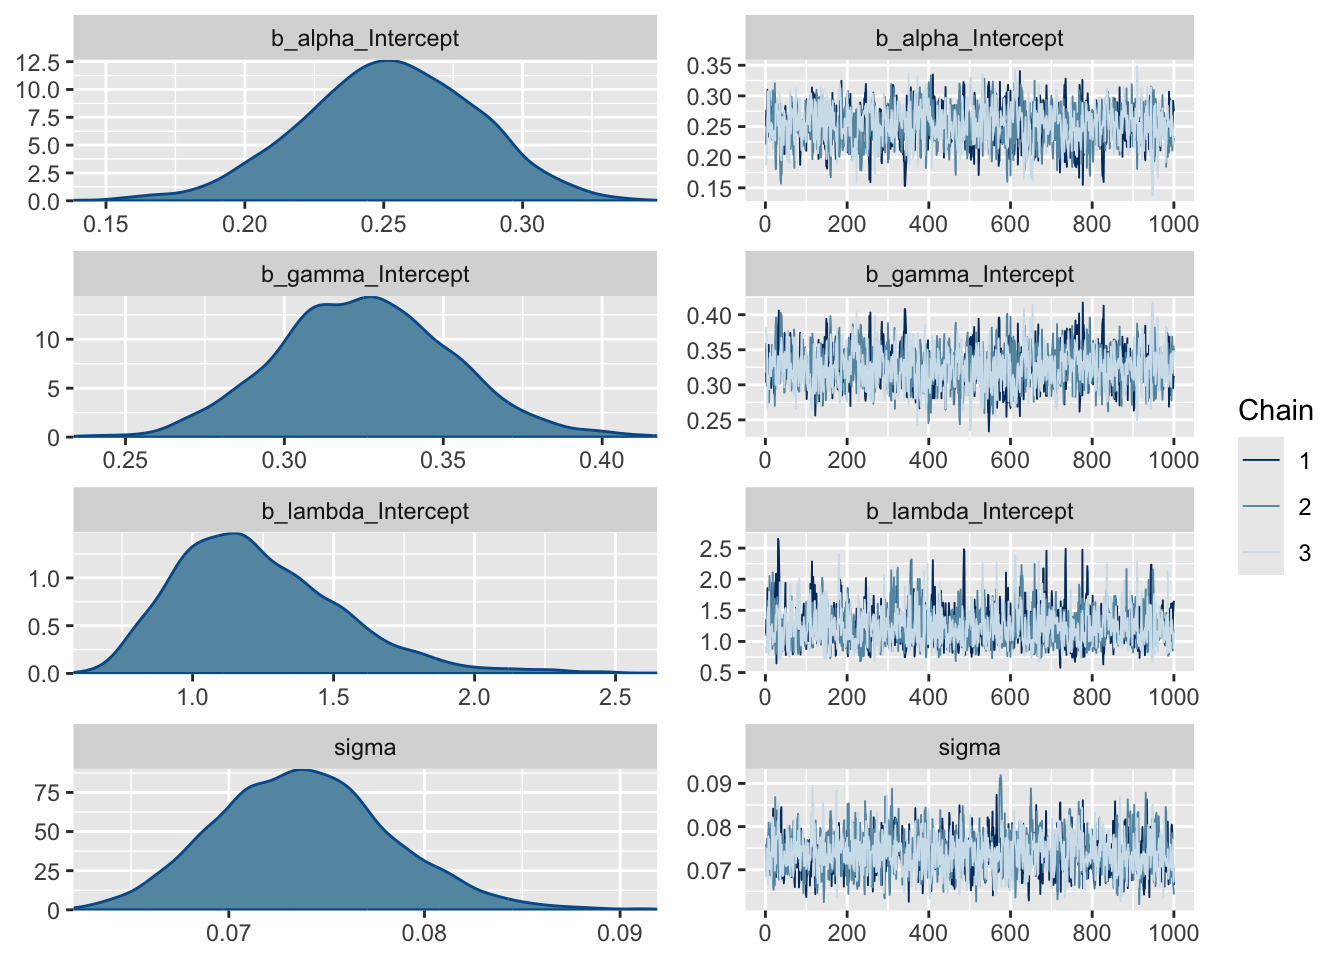 b_alpha_Intercept
12.5
10.0
7.5
5.0
2.5
0.0
0.15 0.20 0.25 0.30
b_alpha_Intercept
0.35
0.30
0.25
0.20
0.15
0 200 400 600 800 1000
b_gamma_Intercept
10
5
0
0.25 0.30 0.35 0.40
b_gamma_Intercept
0.40
0.35
0.30
0.25
0 200 400 600 800 1000
b_lambda_Intercept
1.0
0.5
0.0
1.0 1.5 2.0 2.5
b_lambda_Intercept
2.5
2.0
1.5
1.0
0.5
0 200 400 600 800 1000
sigma
75
50
25
0
0.07 0.08 0.09
sigma
0.09
0.08
0.07
0 200 400 600 800 1000
Chain
1
2
3